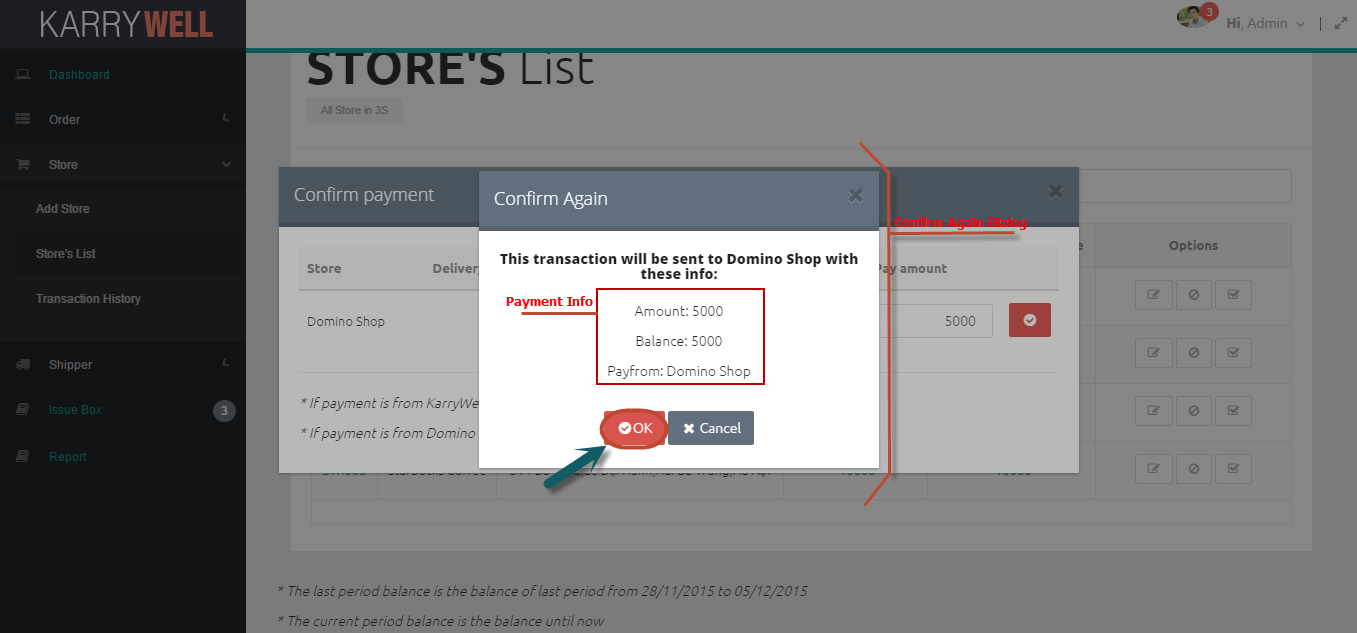 KARRYWELL
3
Hi, Admin
|
Dashboard
Order
Store
Add Store
Store's List
Transaction History
Shipper
Issue Box
3
Report
STORE'S List
All Store in 3S
Confirm payment
Confirm Again
Confirm Again Dialog
Options
Store
Pay amount
This transaction will be sent to Domino Shop with
these info:
Payment Info
Amount: 5000
Balance: 5000
Payfrom: Domino Shop
Domino Shop
5000
* If payment is from
* If payment is from Domino
OK
Cancel
* The last period balance is the balance of last period from 28/11/2015 to 05/12/2015
* The current period balance is the balance until now